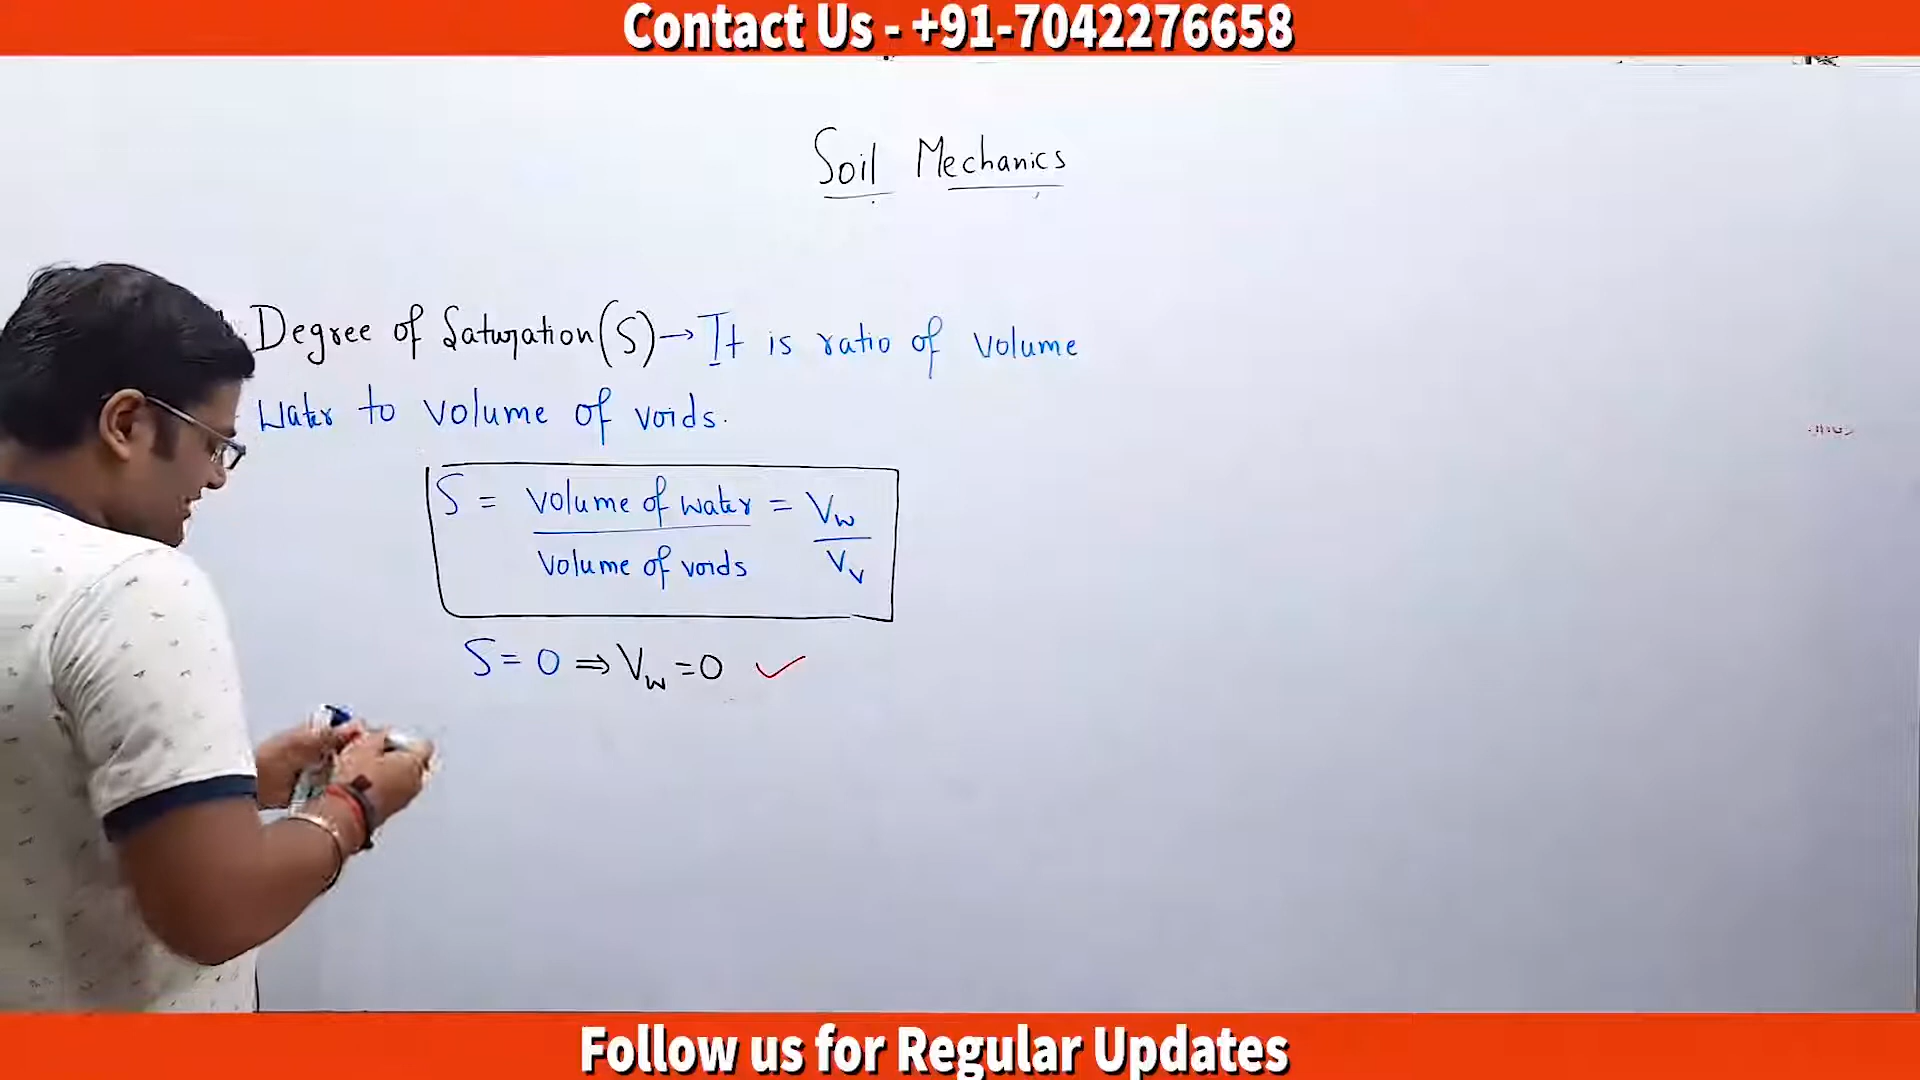 Contact Us - +91-7042276658
Soil Mechanics
Degree of Saturation (S) → It is ratio of volume
Water to volume of voids.
S = Volume of water = Vw
Volume of voids Vv
S = 0 ⇒ Vw = 0 ✓
Follow us for Regular Updates